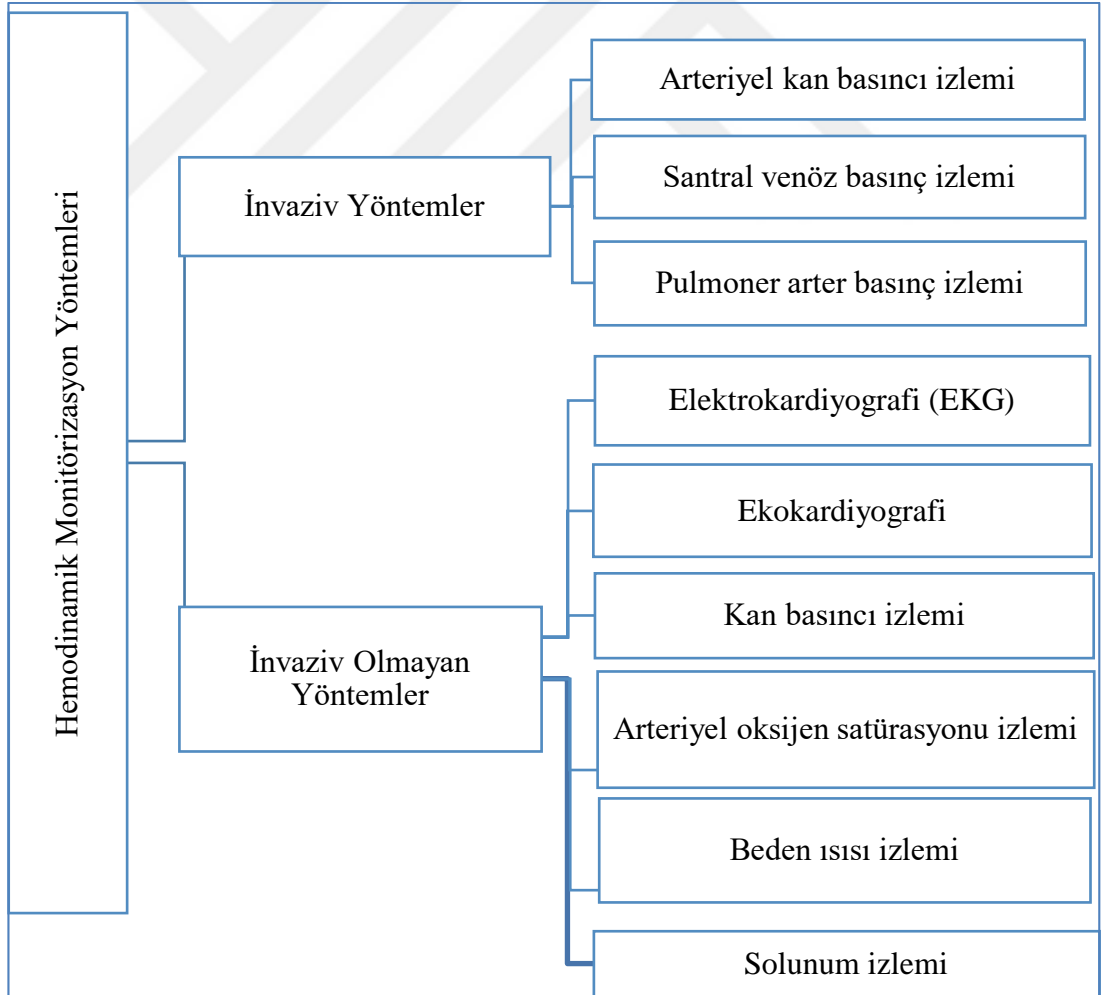 Hemodinamik Monitörizasyon Yöntemleri
İnvaziv Yöntemler
Arteriyel kan basıncı izlemi
Santral venöz basınç izlemi
Pulmoner arter basınç izlemi
İnvaziv Olmayan
Yöntemler
Elektrokardiyografi (EKG)
Ekokardiyografi
Kan basıncı izlemi
Arteriyel oksijen satürasyonu izlemi
Beden ısısı izlemi
Solunum izlemi